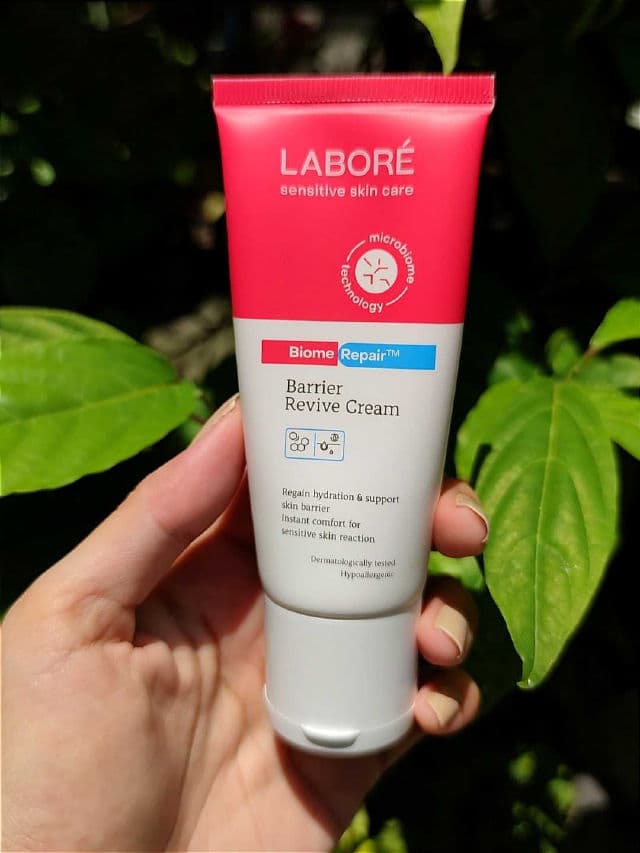 LABORÉ
sensitive skin care
microbiome
technology
Biome Repair™
Barrier
Revive Cream
Regain hydration & support
skin barrier
Instant comfort for
sensitive skin reaction
Dermatologically tested
Hypoallergenic